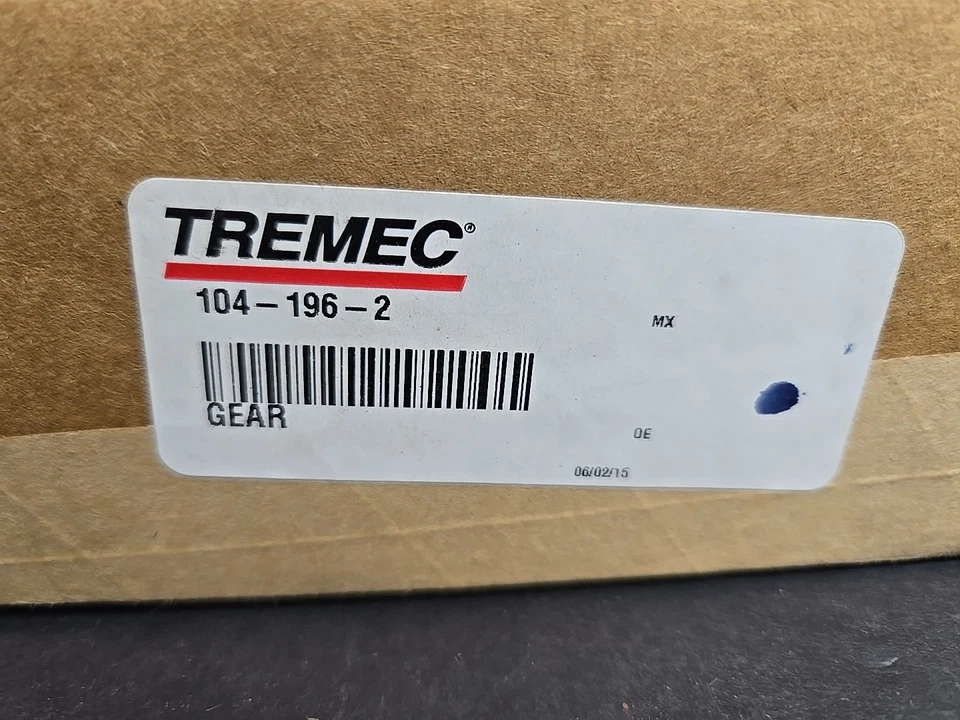 TREMEC®
104-196-2
MX
GEAR
OE
06/02/15